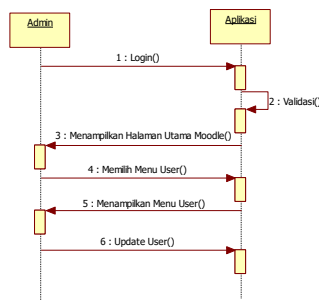 Admin
Aplikasi
1 : Login()
2 : Validasi()
3 : Menampilkan Halaman Utama Moodle()
4 : Memilih Menu User()
5 : Menampilkan Menu User()
6 : Update User()